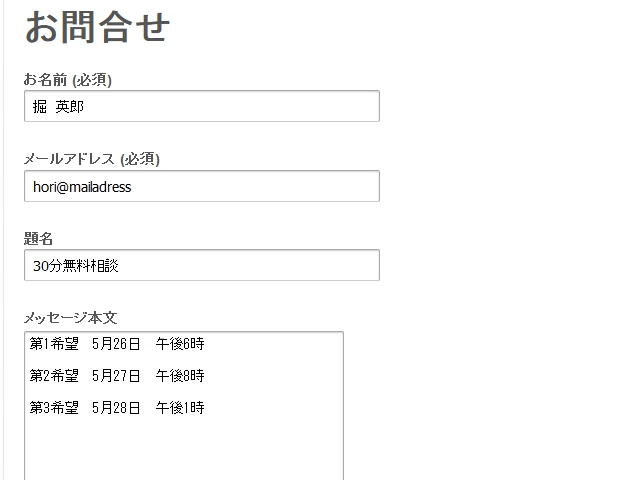 お問合せ
お名前 (必須)
掘 英郎
メールアドレス (必須)
hori@mailadress
題名
30分無料相談
メッセージ本文
第1希望 5月26日 午後6時
第2希望 5月27日 午後8時
第3希望 5月28日 午後1時